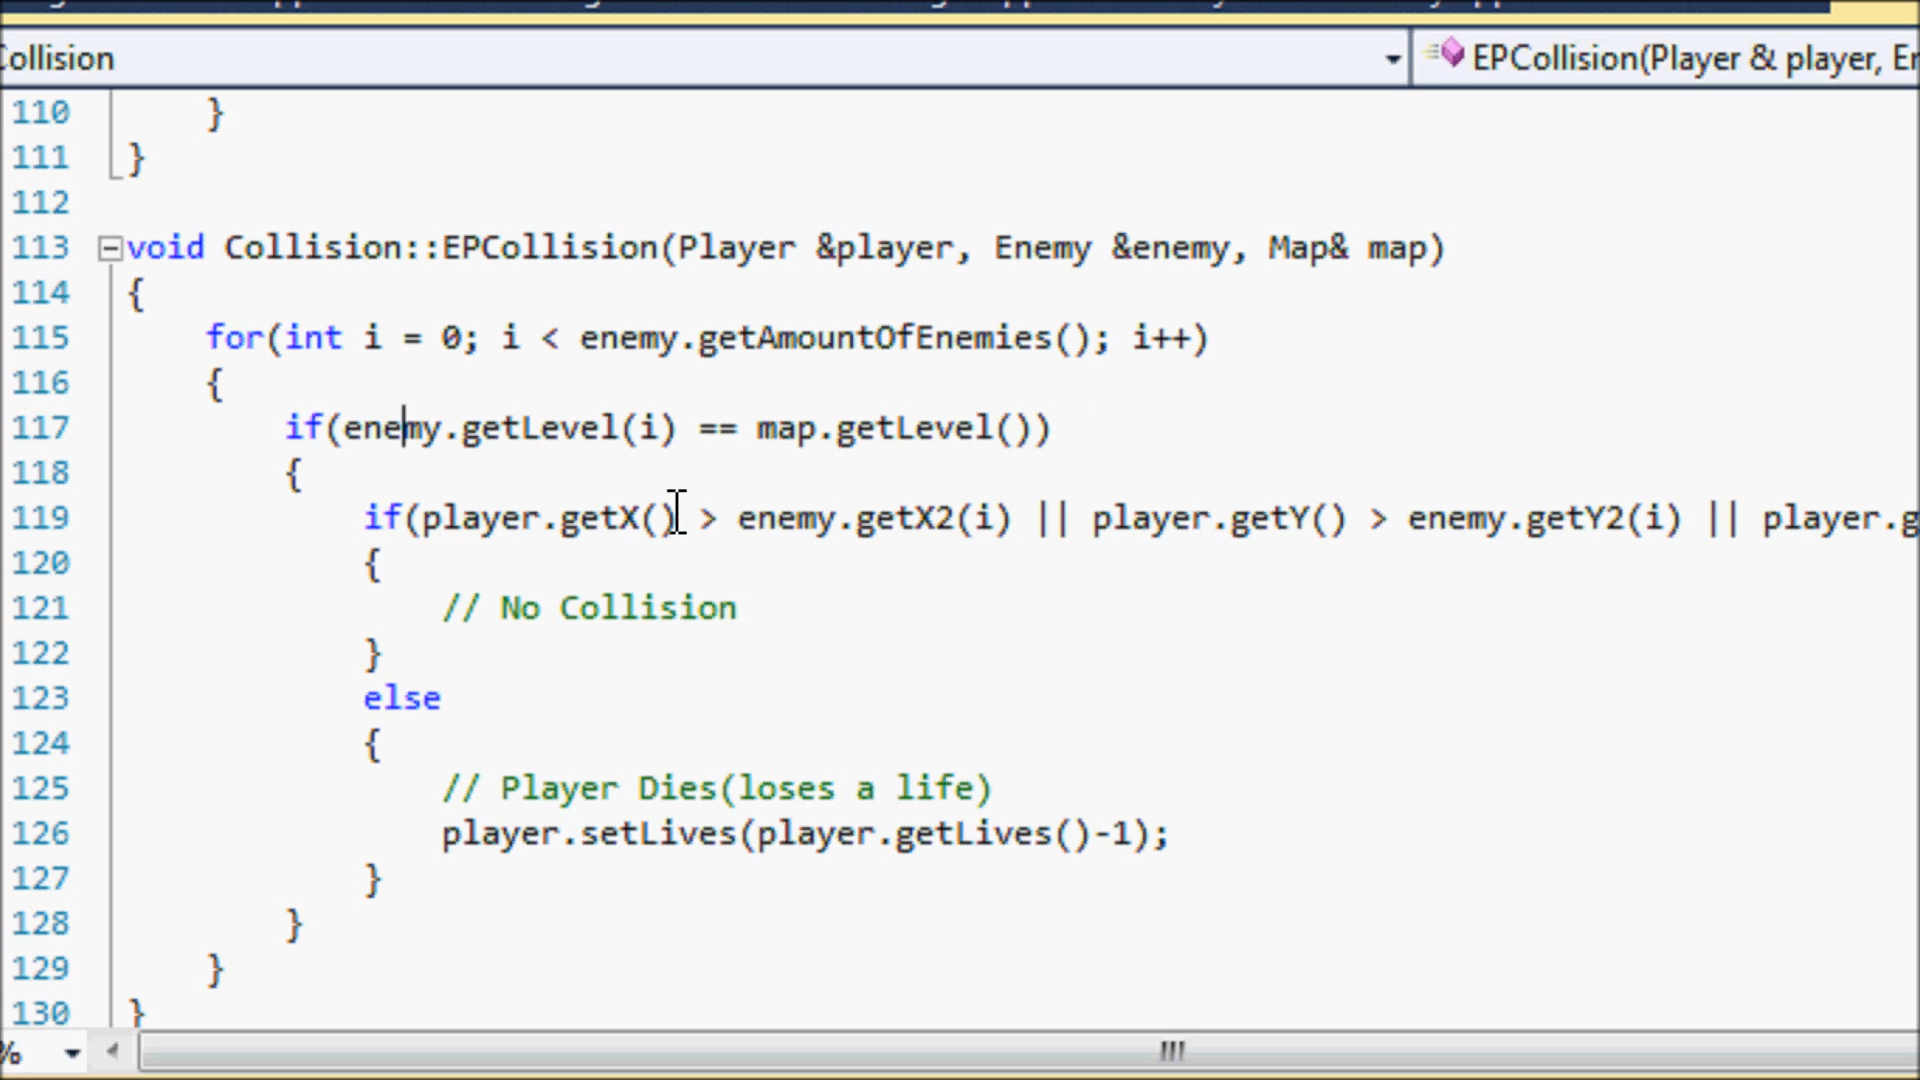 ollision EPCollision(Player & player, En
110 }
111 }
112
113 void Collision::EPCollision(Player &player, Enemy &enemy, Map& map)
114 {
115 for(int i = 0; i < enemy.getAmountOfEnemies(); i++)
116 {
117 if(enemy.getLevel(i) == map.getLevel())
118 {
119 if(player.getX() > enemy.getX2(i) || player.getY() > enemy.getY2(i) || player.g
120 {
121 // No Collision
122 }
123 else
124 {
125 // Player Dies(loses a life)
126 player.setLives(player.getLives()-1);
127 }
128 }
129 }
130 }
%